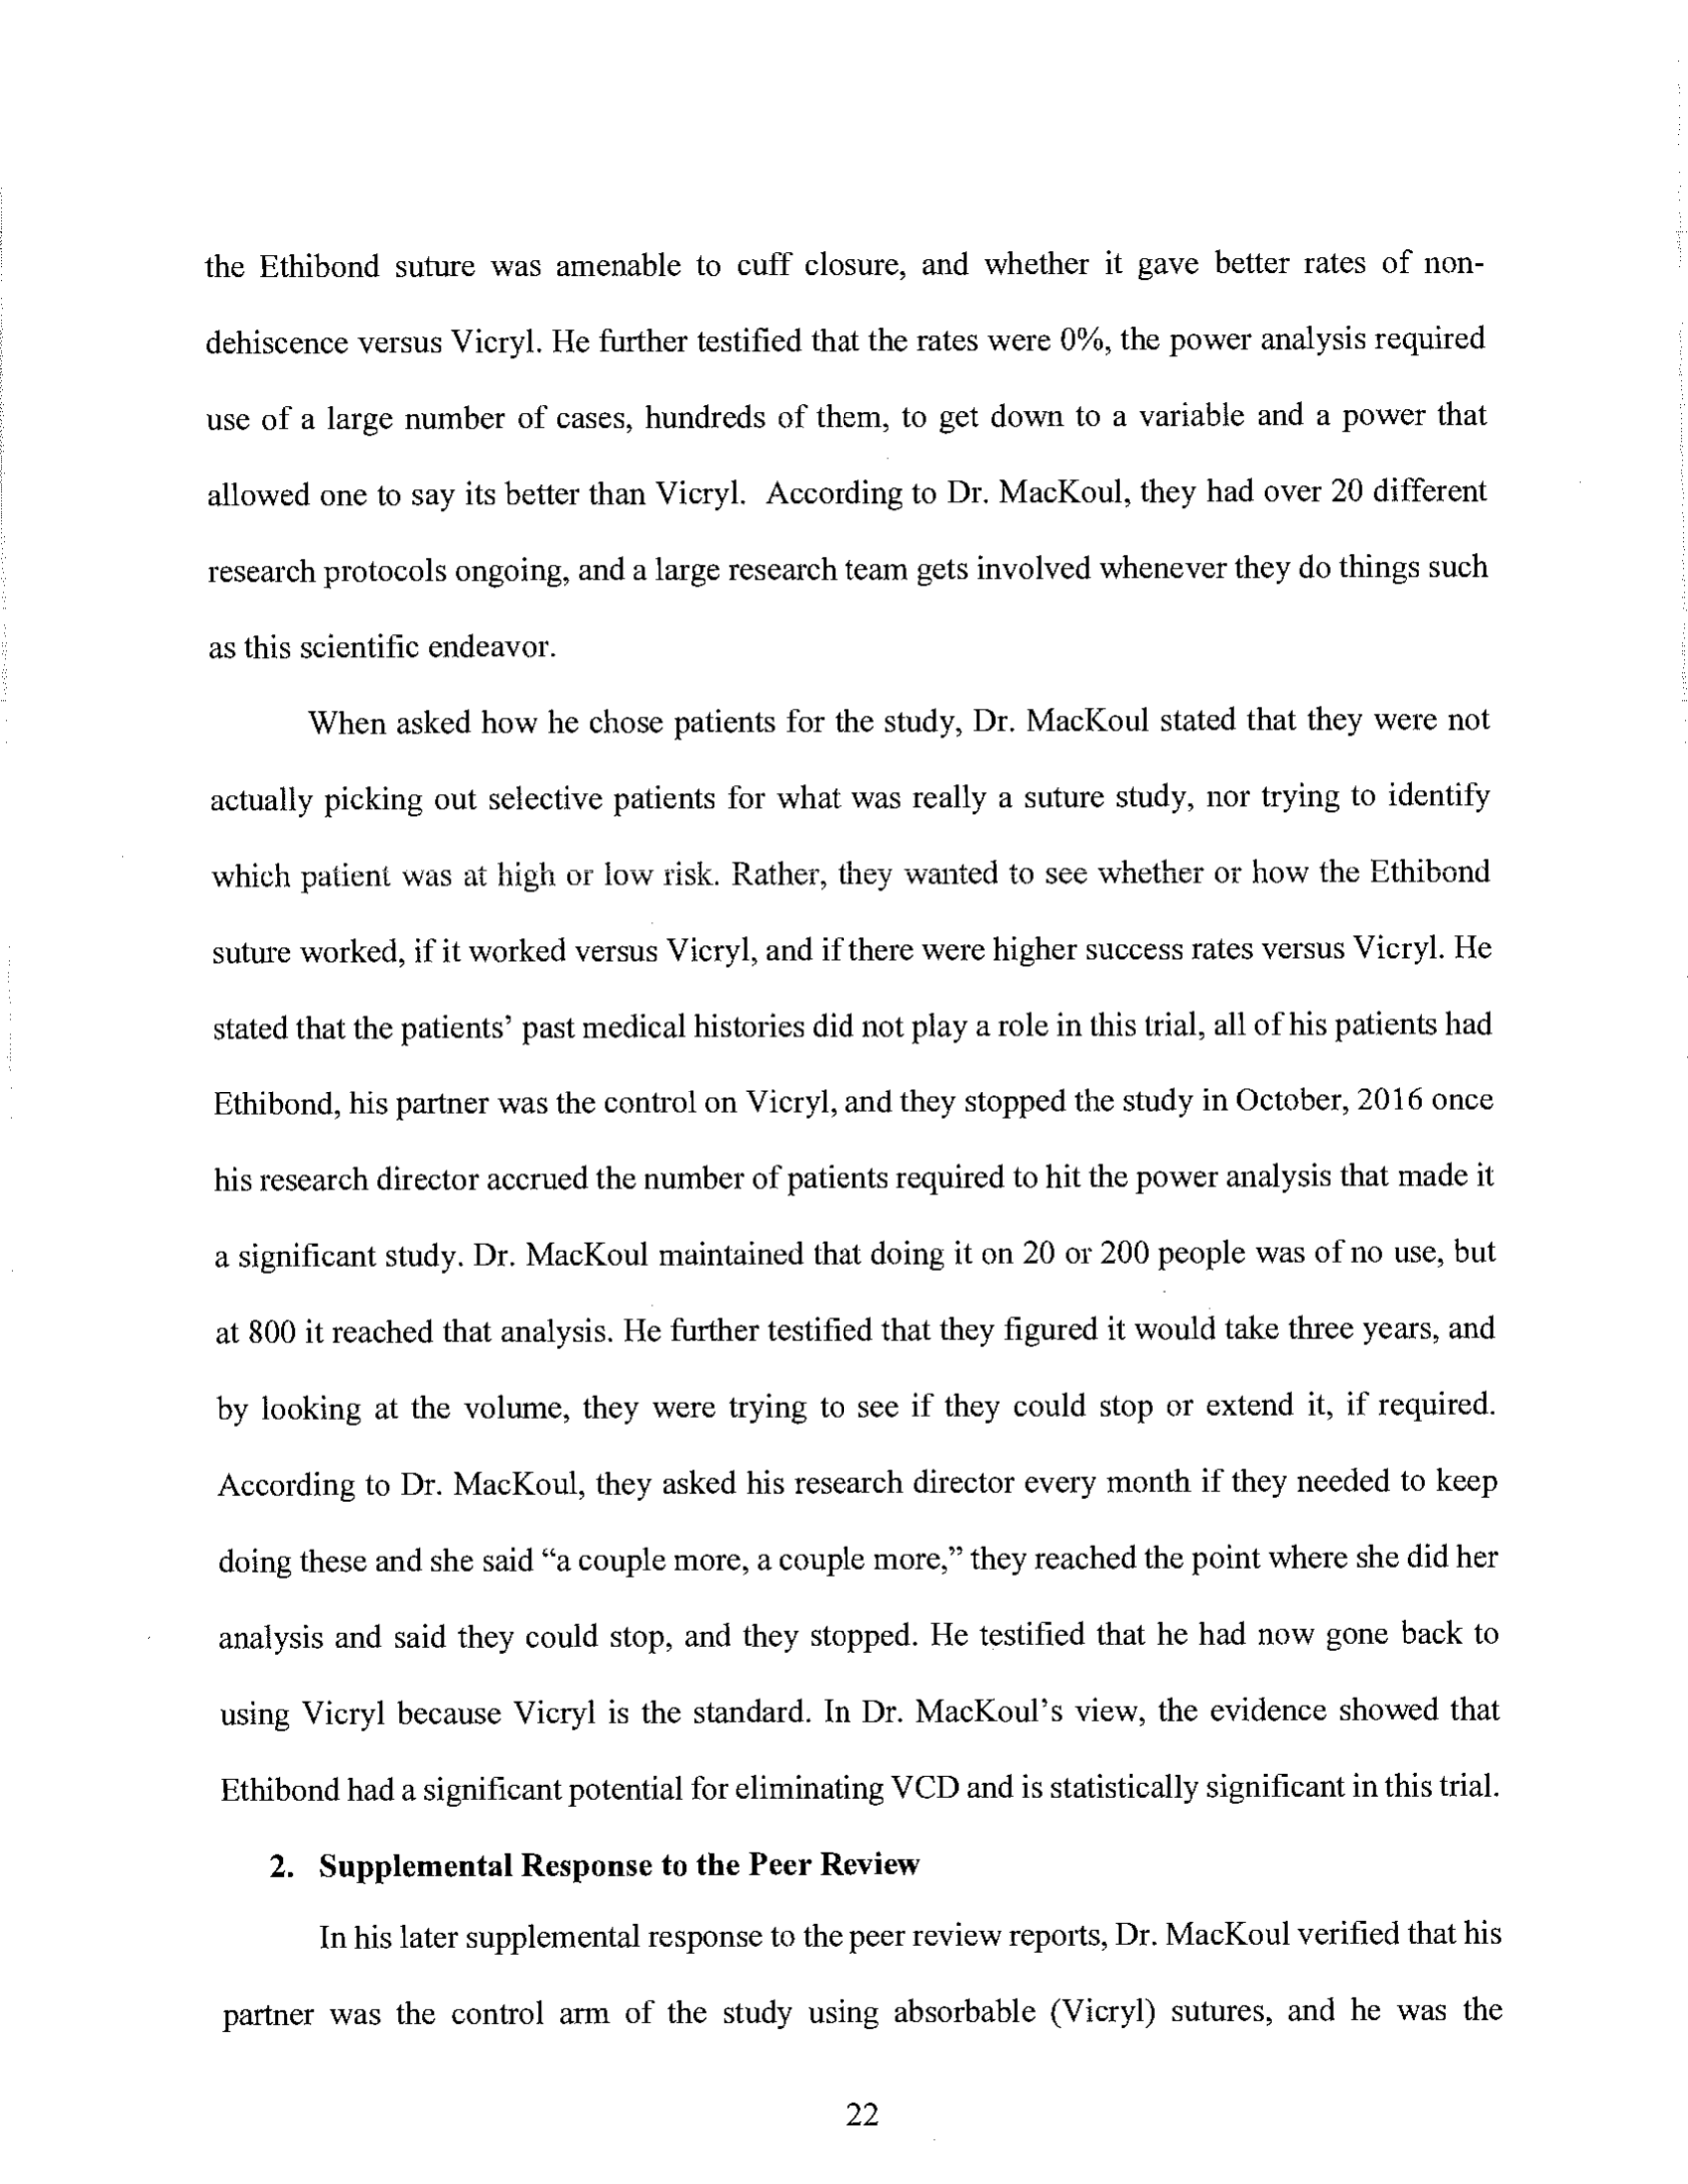 the Ethibond suture was amenable to cuff closure, and whether it gave better rates of non-
dehiscence versus Vicryl. He further testified that the rates were 0%, the power analysis required
use of a large number of cases, hundreds of them, to get down to a variable and a power that
allowed one to say its better than Vicryl.  According to Dr. MacKoul, they had over 20 different
research protocols ongoing, and a large research team gets involved whenever they do things such
as this scientific endeavor.
When asked how he chose patients for the study, Dr. MacKoul stated that they were not
actually picking out selective patients for what was really a suture study, nor trying to identify
which patient was at high or low risk. Rather, they wanted to see whether or how the Ethibond
suture worked, if it worked versus Vicryl, and if there were higher success rates versus Vicryl. He
stated that the patients’ past medical histories did not play a role in this trial, all of his patients had
Ethibond, his partner was the control on Vicryl, and they stopped the study in October, 2016 once
his research director accrued the number of patients required to hit the power analysis that made it
a significant study. Dr. MacKoul maintained that doing it on 20 or 200 people was of no use, but
at 800 it reached that analysis. He further testified that they figured it would take three years, and
by looking at the volume, they were trying to see if they could stop or extend it, if required.
According to Dr. MacKoul, they asked his research director every month if they needed to keep
doing these and she said “a couple more, a couple more,” they reached the point where she did her
analysis and said they could stop, and they stopped. He testified that he had now gone back to
using Vicryl because Vicryl is the standard. In Dr. MacKoul’s view, the evidence showed that
Ethibond had a significant potential for eliminating VCD and is statistically significant in this trial.
2. Supplemental Response to the Peer Review
In his later supplemental response to the peer review reports, Dr. MacKoul verified that his
partner was the control arm of the study using absorbable (Vicryl) sutures, and he was the
22